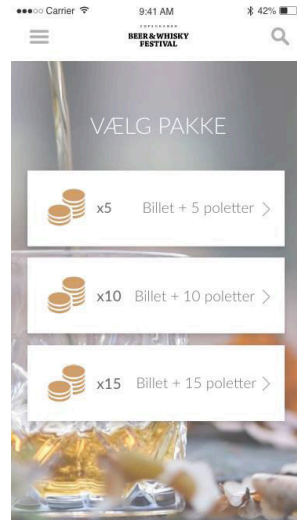 Carrier 9:41 AM 42%
COPENHAGEN
BEER & WHISKY
FESTIVAL
VÆLG PAKKE
x5 Billet + 5 poletter
x10 Billet + 10 poletter
x15 Billet + 15 poletter